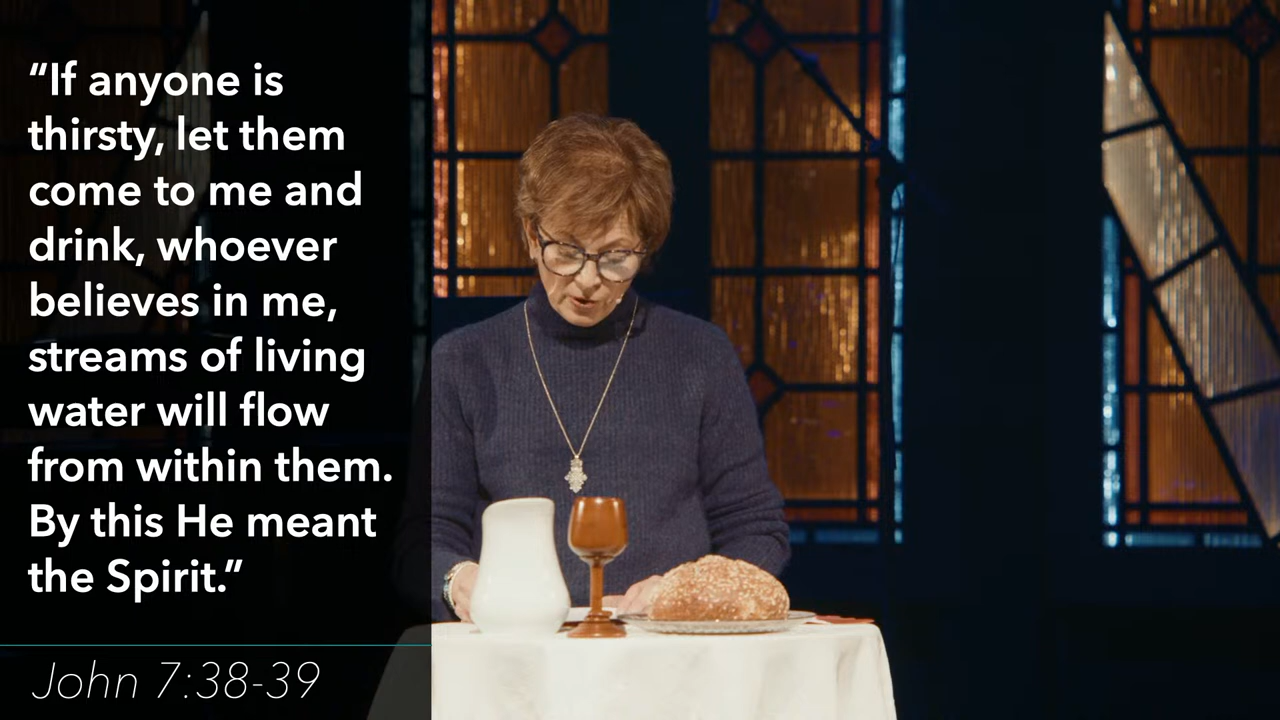 “If anyone is
thirsty, let them
come to me and
drink, whoever
believes in me,
streams of living
water will flow
from within them.
By this He meant
the Spirit.”
John 7:38-39